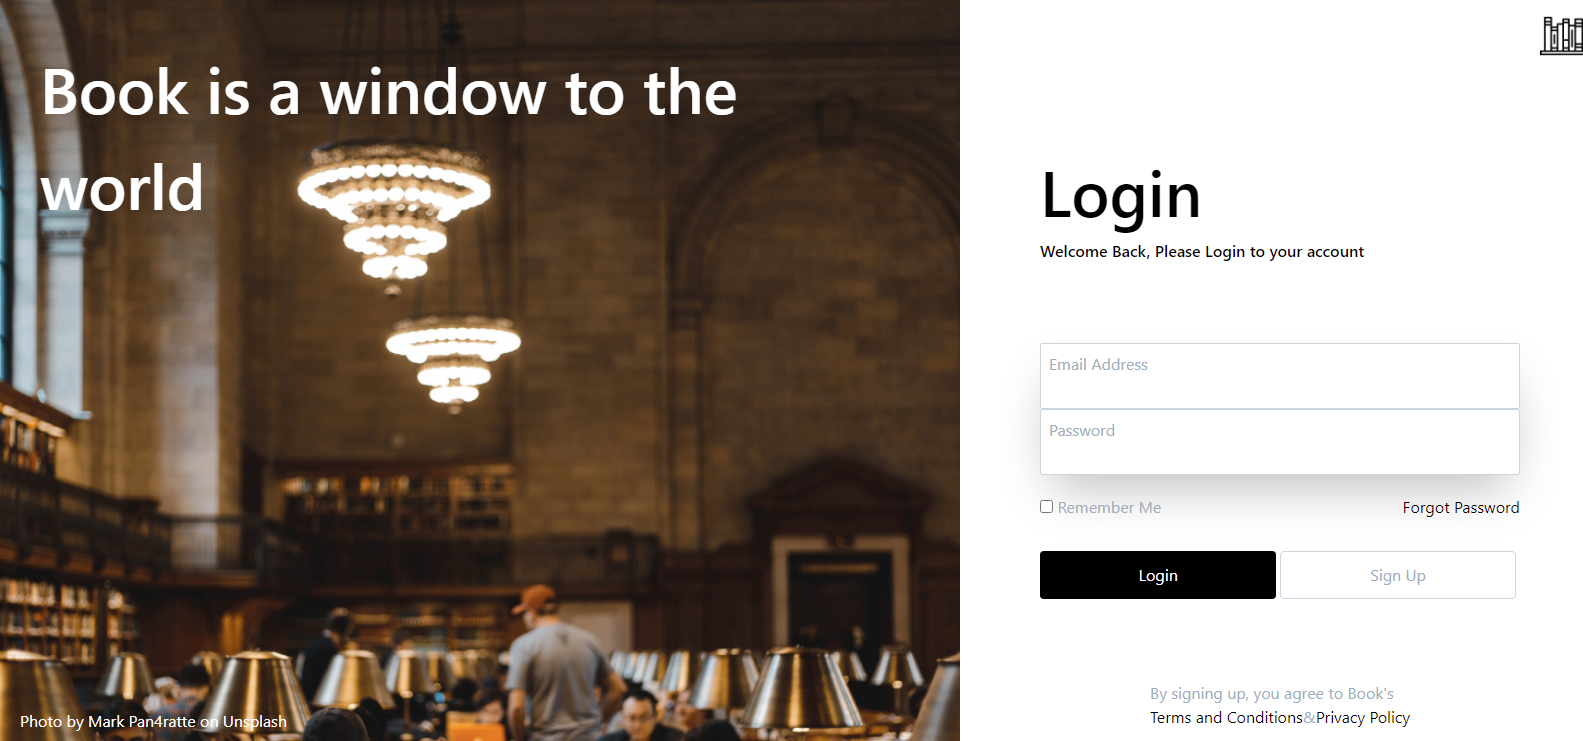 Book is a window to the
world
Photo by Mark Pan4ratte on Unsplash
Login
Welcome Back, Please Login to your account
Email Address
Password
Remember Me
Forgot Password
Login
Sign Up
By signing up, you agree to Book's
Terms and Conditions&Privacy Policy